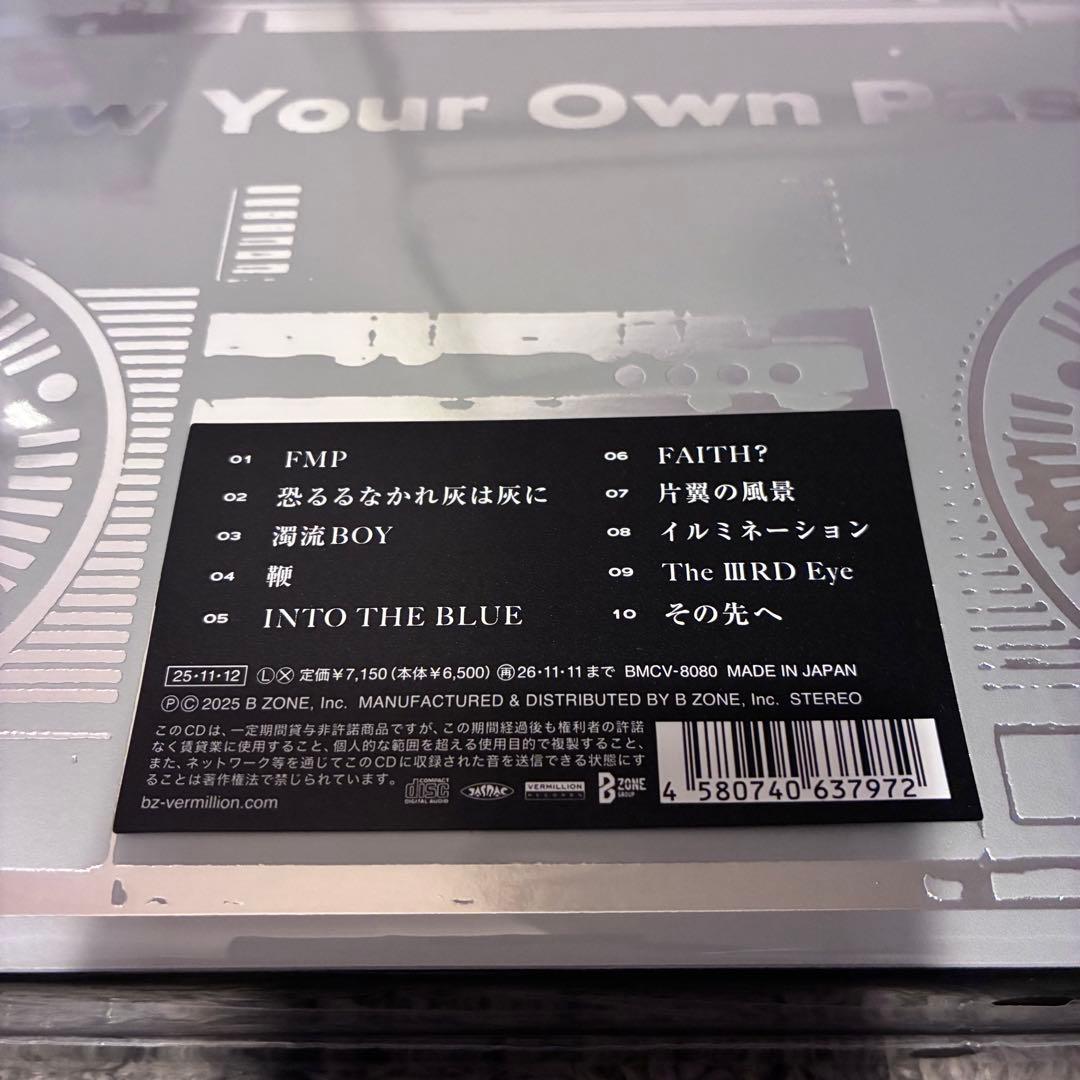 Your Own Pas
01 FMP
02 恐るるなかれ灰は灰に
03 濁流BOY
04 鞭
05 INTO THE BLUE
06 FAITH?
07 片翼の風景
08 イルミネーション
09 The ⅢRD Eye
10 その先へ
25・11・12 Ⓛ Ⓧ 定価￥7,150（本体￥6,500）㊢26・11・11まで BMCV-8080 MADE IN JAPAN
ⓅⒸ 2025 B ZONE, Inc. MANUFACTURED & DISTRIBUTED BY B ZONE, Inc. STEREO
このCDは、一定期間貸与非許諾商品ですが、この期間経過後も権利者の許諾
なく賃貸業に使用すること、個人的な範囲を超える使用目的で複製すること、
また、ネットワーク等を通じてこのCDに収録された音を送信できる状態にす
ることは著作権法で禁じられています。
bz-vermillion.com
COMPACT disc DIGITAL AUDIO
JASRAC
VERMILLION RECORDS
B ZONE GROUP
4 580740 637972